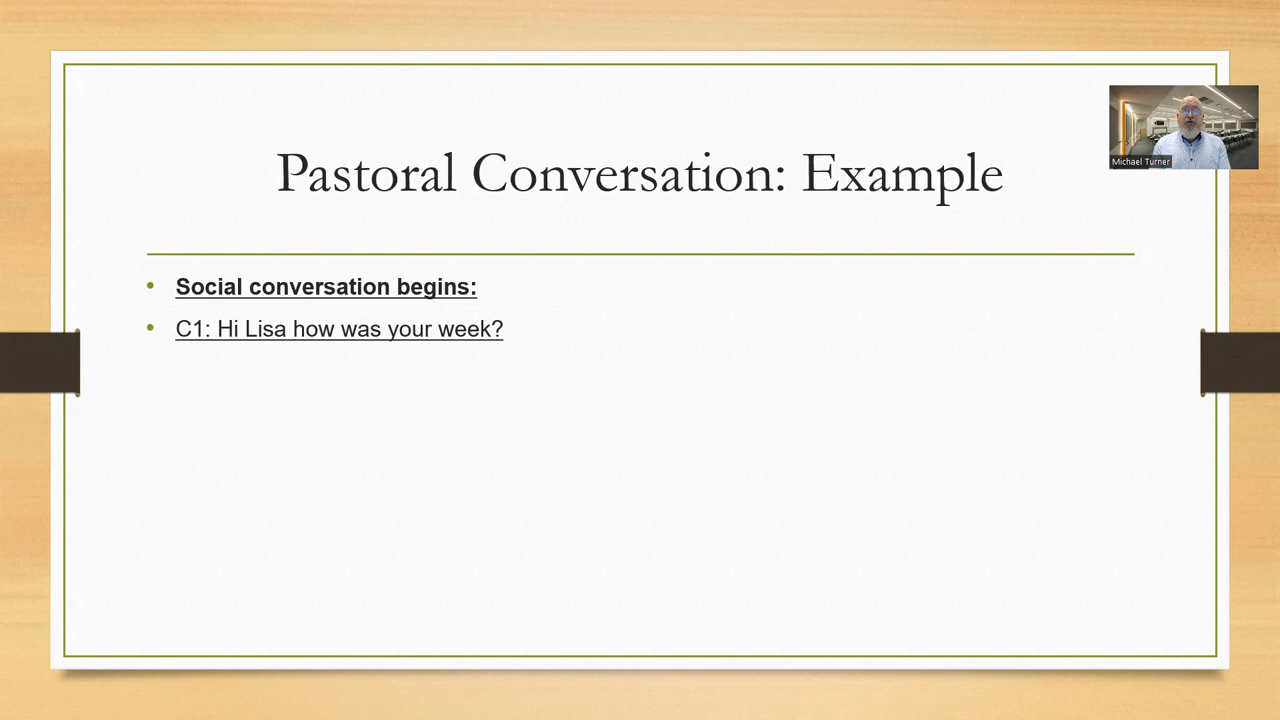 Pastoral Conversation: Example
Michael Turner
Social conversation begins:
C1: Hi Lisa how was your week?